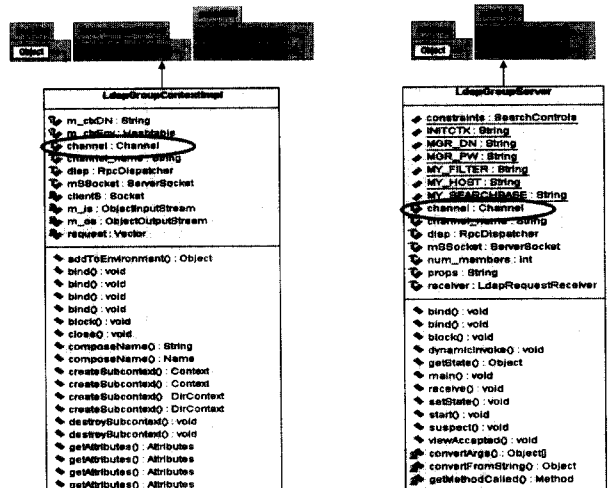 Object
LdapGroupContextImpl
m_ctxDN : String
m_ctxEnv : Hashtable
channel : Channel
channel_name : String
disp : RpcDispatcher
mSSocket : ServerSocket
clientS : Socket
m_is : ObjectInputStream
m_os : ObjectOutputStream
request : Vector
addToEnvironment() : Object
bind() : void
bind() : void
bind() : void
bind() : void
block() : void
close() : void
composeName() : String
composeName() : Name
createSubcontext() : Context
createSubcontext() : Context
createSubcontext() : DirContext
createSubcontext() : DirContext
destroySubcontext() : void
destroySubcontext() : void
getAttributes() : Attributes
getAttributes() : Attributes
getAttributes() : Attributes
getAttributes() : Attributes
Object
LdapGroupServer
constraints : SearchControls
INITCTX : String
MGR_DN : String
MGR_PW : String
MY_FILTER : String
MY_HOST : String
MY_SEARCHBASE : String
channel : Channel
channel_name : String
disp : RpcDispatcher
mSSocket : ServerSocket
num_members : int
props : String
receiver : LdapRequestReceiver
bind() : void
bind() : void
block() : void
dynamicInvoke() : void
getState() : Object
main() : void
receive() : void
setState() : void
start() : void
suspect() : void
viewAccepted() : void
convertArgs() : Object[]
convertFromString() : Object
getMethodCalled() : Method